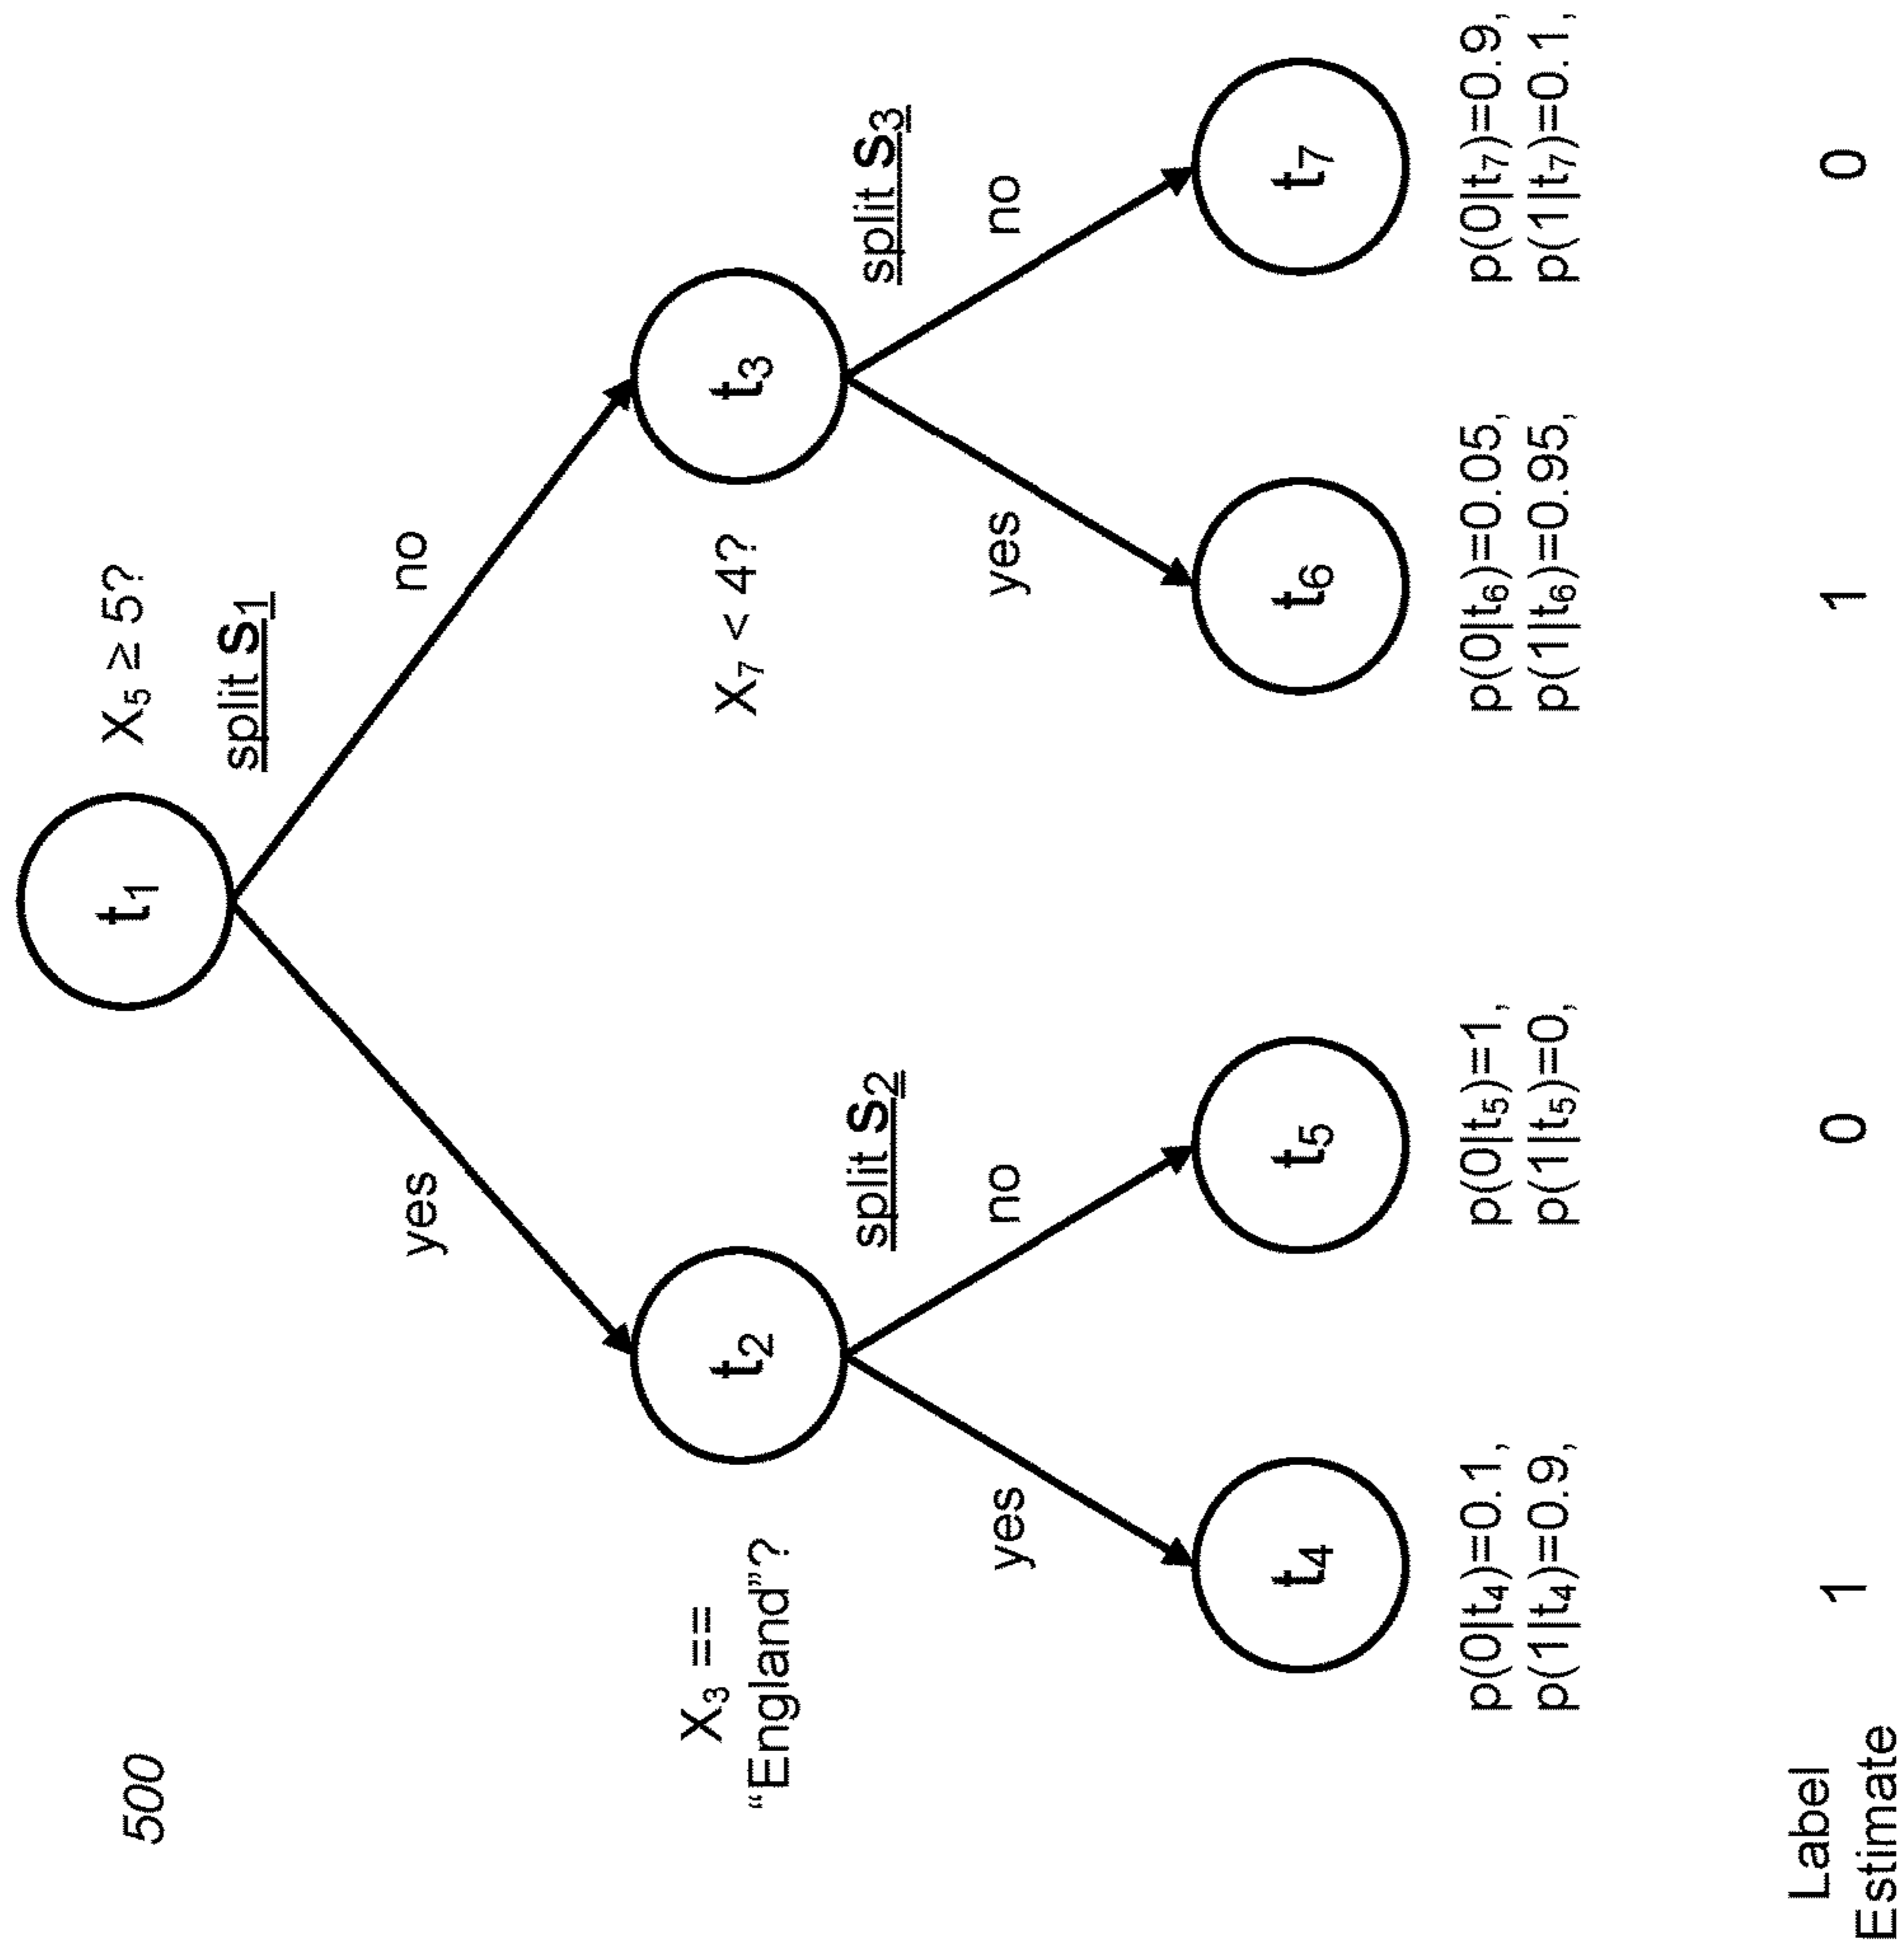 500
t₁
X₅ ≥ 5?
split s₁
yes
no
X₃ ==
“England”?
t₂
X₇ < 4?
t₃
split s₂
split s₃
yes
no
yes
no
t₄
t₅
t₆
t₇
p(0|t₄)=0.1,
p(1|t₄)=0.9,
p(0|t₅)=1,
p(1|t₅)=0,
p(0|t₆)=0.05,
p(1|t₆)=0.95,
p(0|t₇)=0.9,
p(1|t₇)=0.1,
Label
Estimate
1
0
1
0